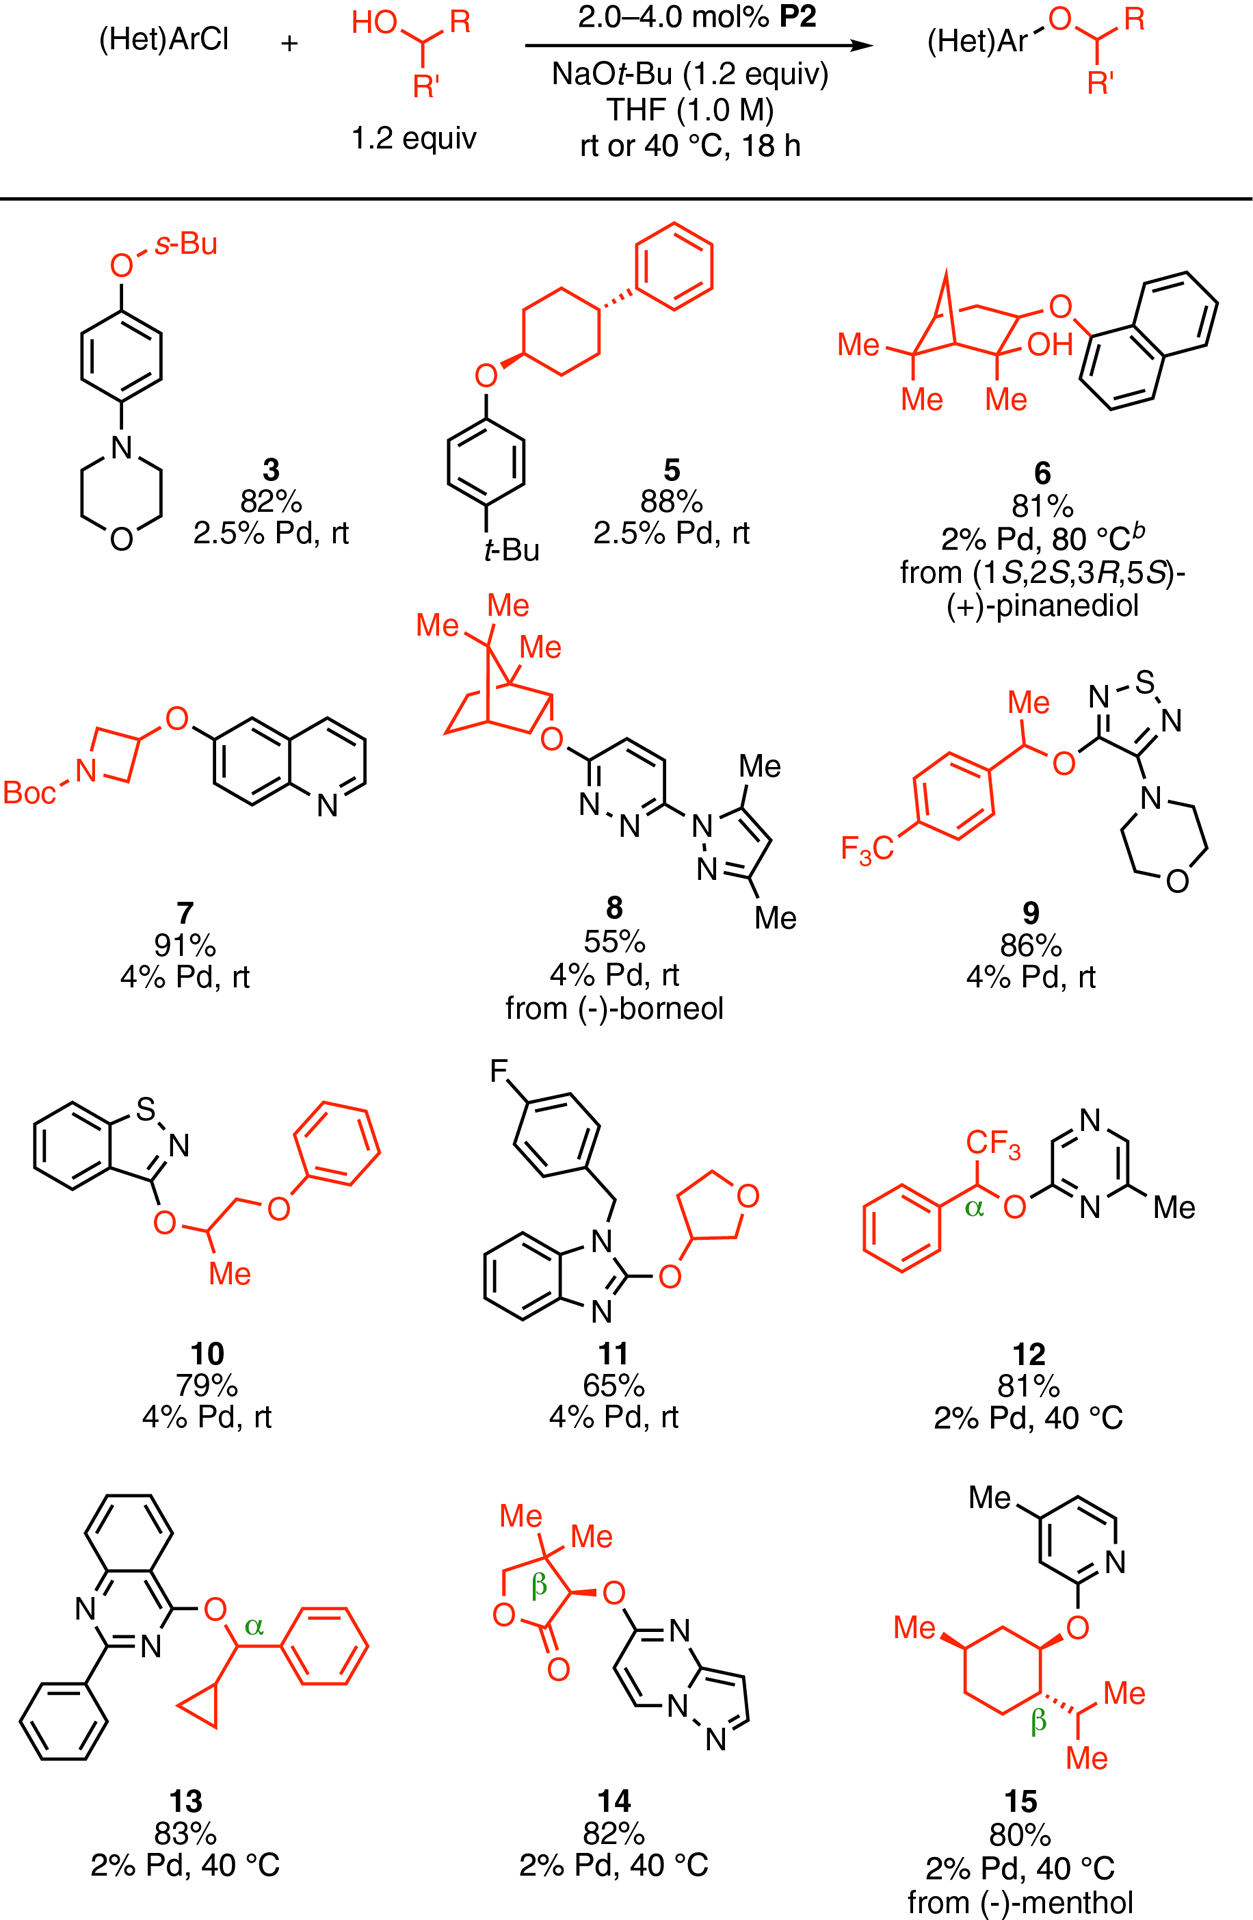 (Het)ArCl + HO R R' 1.2 equiv
2.0–4.0 mol% P2
NaOt-Bu (1.2 equiv)
THF (1.0 M)
rt or 40 °C, 18 h
(Het)Ar O R R'
O s-Bu
N
O
3
82%
2.5% Pd, rt
O
t-Bu
5
88%
2.5% Pd, rt
O
Me OH
Me Me
6
81%
2% Pd, 80 °Cb
from (1S,2S,3R,5S)-
(+)-pinanediol
O
N
Boc
N
7
91%
4% Pd, rt
Me
Me
Me
O
N
N
N
N
Me
Me
8
55%
4% Pd, rt
from (-)-borneol
S
N
N
Me
O
N
F3C
O
9
86%
4% Pd, rt
S
N
O
O
Me
10
79%
4% Pd, rt
F
O
N
O
N
11
65%
4% Pd, rt
N
CF3
α O
N
Me
12
81%
2% Pd, 40 °C
N
O
α
N
13
83%
2% Pd, 40 °C
Me
Me
β
O
O
O
N
N
N
14
82%
2% Pd, 40 °C
Me
N
O
Me
Me
β
Me
15
80%
2% Pd, 40 °C
from (-)-menthol